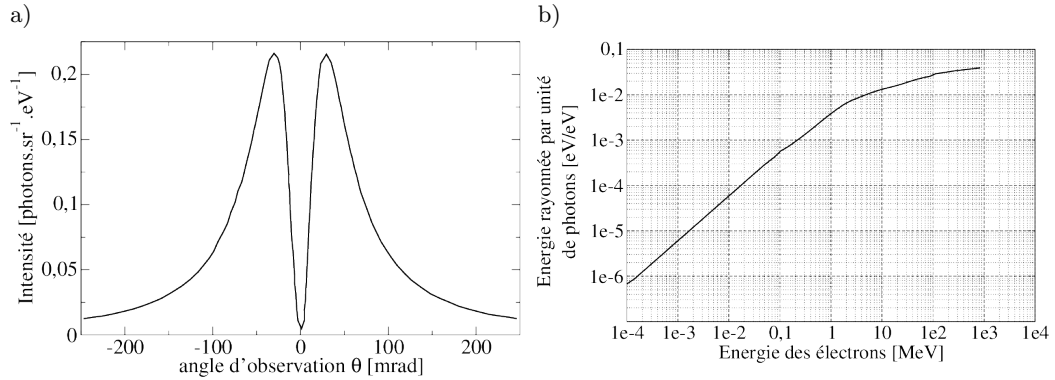 a)
0,2
0,15
0,1
0,05
0
Intensité [photons.sr⁻¹.eV⁻¹]
-200
-100
0
100
200
angle d'observation θ [mrad]
b)
0,1
1e-2
1e-3
1e-4
1e-5
1e-6
Energie rayonnée par unité
de photons [eV/eV]
1e-4
1e-3
1e-2
0,1
1
10
1e2
1e3
1e4
Energie des électrons [MeV]